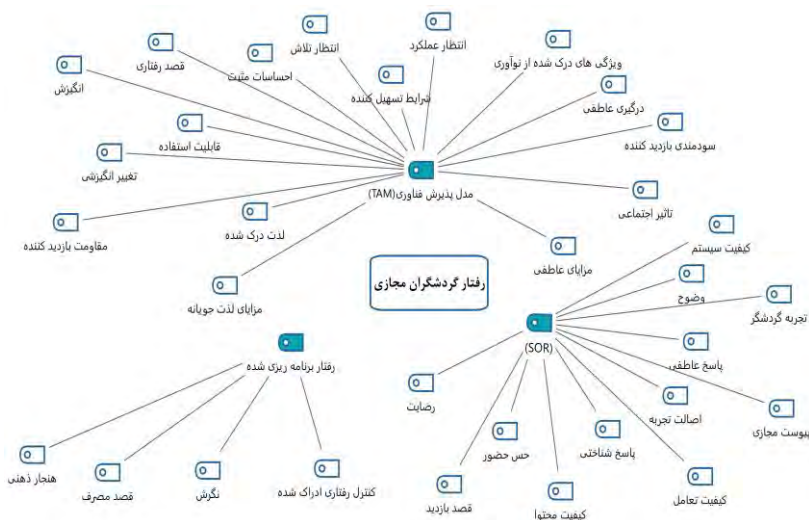 انتظار عملکرد
انتظار تلاش
قصد رفتاری
ویژگی های درک شده از نوآوری
احساسات مثبت
انگیزش
شرایط تسهیل کننده
درگیری عاطفی
قابلیت استفاده
سودمندی بازدید کننده
تغییر انگیزشی
مدل پذیرش فناوری(TAM)
تاثیر اجتماعی
لذت درک شده
مقاومت بازدید کننده
کیفیت سیستم
مزایای عاطفی
رفتار گردشگران مجازی
وضوح
مزایای لذت جویانه
تجربه گردشگر
(SOR)
پاسخ عاطفی
رفتار برنامه ریزی شده
رضایت
اصالت تجربه
پیوست مجازی
پاسخ شناختی
حس حضور
هنجار ذهنی
قصد مصرف
نگرش
کنترل رفتاری ادراک شده
قصد بازدید
کیفیت محتوا
کیفیت تعامل